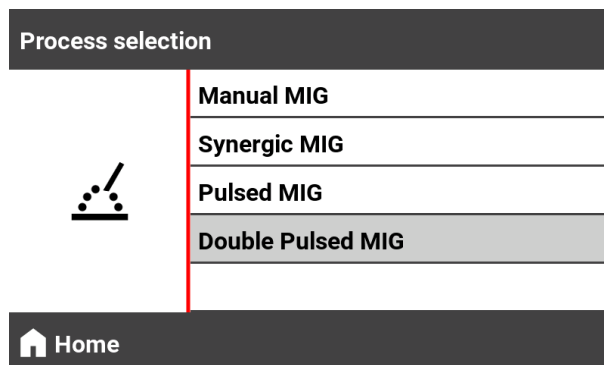 Process selection
Manual MIG
Synergic MIG
Pulsed MIG
Double Pulsed MIG
Home